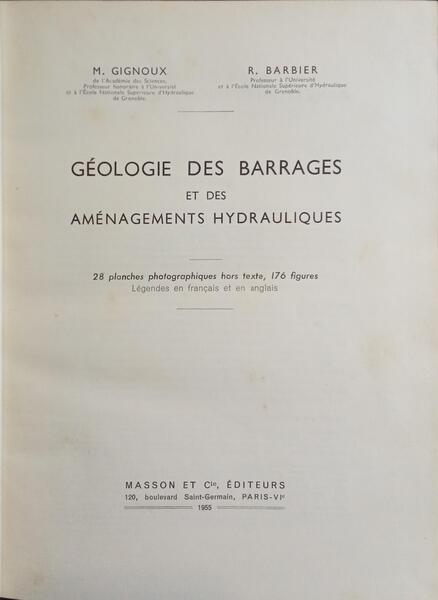 M. GIGNOUX
de l'Académie des Sciences,
Professeur honoraire à l'Université
et à l'École Nationale Supérieure d'Hydraulique
de Grenoble.
R. BARBIER
Professeur à l'Université
et à l'École Nationale Supérieure d'Hydraulique
de Grenoble.
GÉOLOGIE DES BARRAGES
ET DES
AMÉNAGEMENTS HYDRAULIQUES
28 planches photographiques hors texte, 176 figures
Légendes en français et en anglais
MASSON ET Cie, ÉDITEURS
120, boulevard Saint-Germain, PARIS-VIe
1955